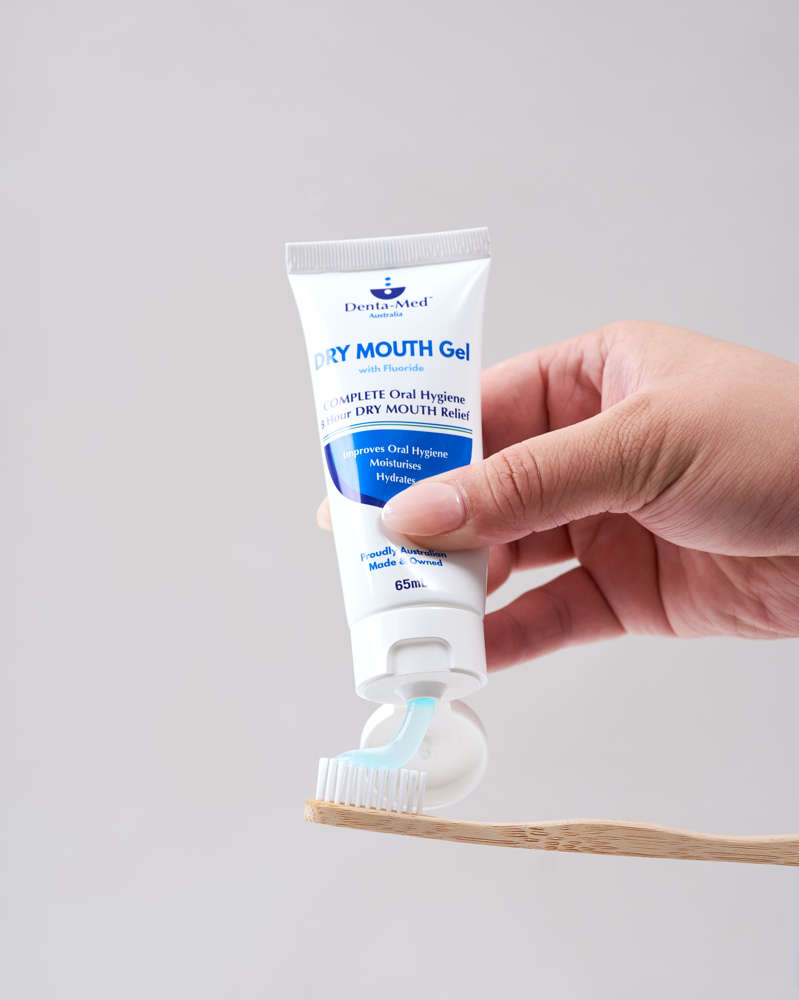 Denta-Med™
Australia
DRY MOUTH Gel
with Fluoride
COMPLETE Oral Hygiene
8 Hour DRY MOUTH Relief
Improves Oral Hygiene
Moisturises
Hydrates
Proudly Australian
Made & Owned
65mL